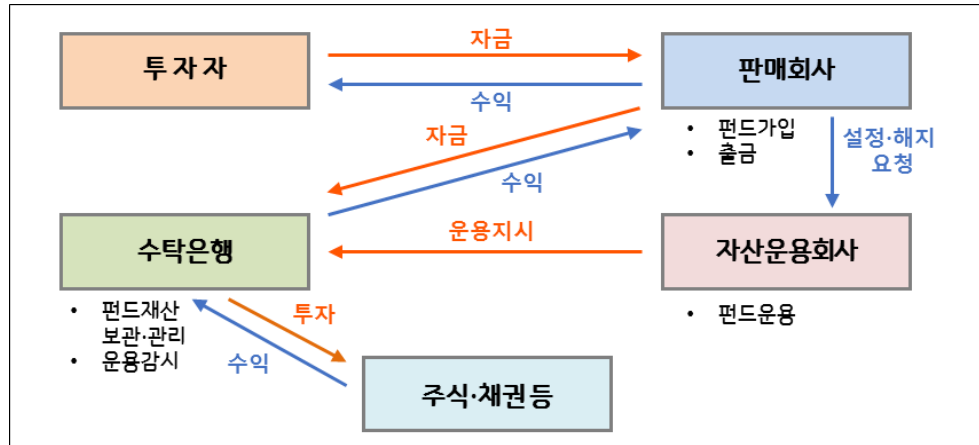 투 자 자
자금
판매회사
수익
자금
• 펀드가입
• 출금
설정·해지
요청
수익
수탁은행
운용지시
자산운용회사
• 펀드재산
보관·관리
• 운용감시
투자
• 펀드운용
수익
주식·채권 등